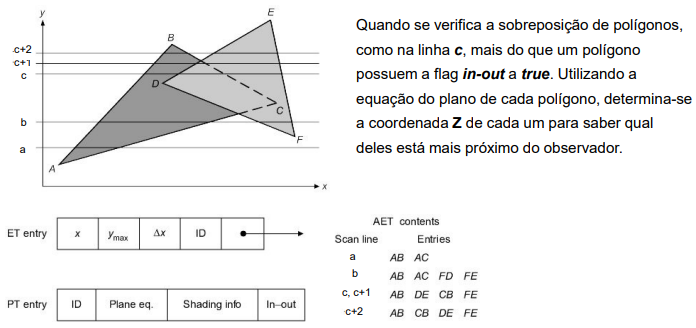 y
E
B
c+2
c+1
c
D
C
b
F
a
A
x
Quando se verifica a sobreposição de polígonos,
como na linha c, mais do que um polígono
possuem a flag in-out a true. Utilizando a
equação do plano de cada polígono, determina-se
a coordenada Z de cada um para saber qual
deles está mais próximo do observador.
ET entry x ymax Δx ID
PT entry ID Plane eq. Shading info In–out
AET contents
Scan line Entries
a AB AC
b AB AC FD FE
c, c+1 AB DE CB FE
c+2 AB CB DE FE